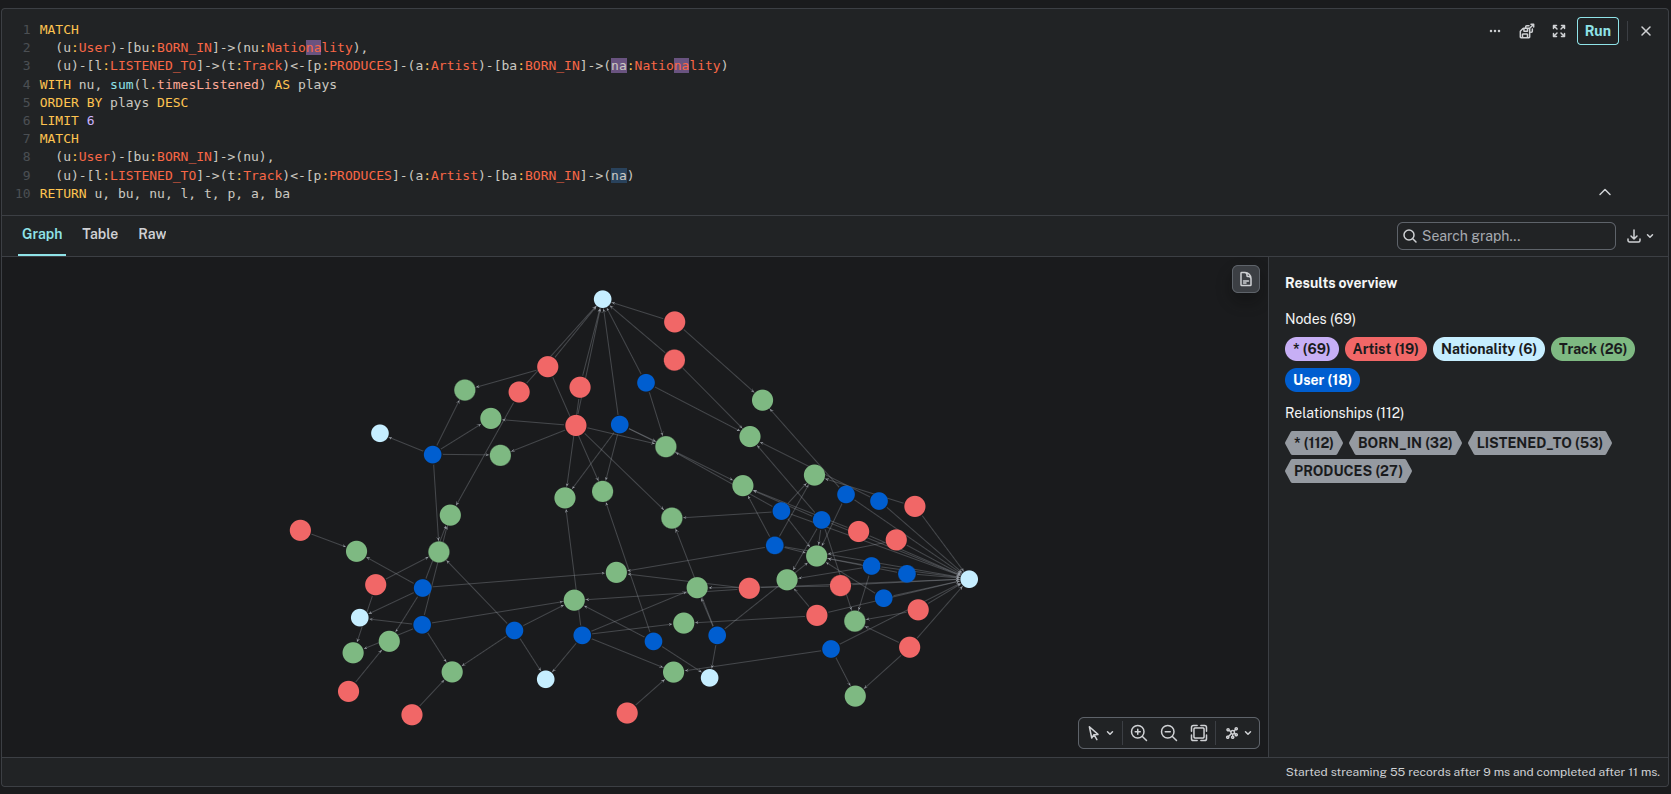 1 MATCH
2 (u:User)-[bu:BORN_IN]->(nu:Nationality),
3 (u)-[l:LISTENED_TO]->(t:Track)<-[p:PRODUCES]-(a:Artist)-[ba:BORN_IN]->(na:Nationality)
4 WITH nu, sum(l.timesListened) AS plays
5 ORDER BY plays DESC
6 LIMIT 6
7 MATCH
8 (u:User)-[bu:BORN_IN]->(nu),
9 (u)-[l:LISTENED_TO]->(t:Track)<-[p:PRODUCES]-(a:Artist)-[ba:BORN_IN]->(na)
10 RETURN u, bu, nu, l, t, p, a, ba
Run
Graph Table Raw
Search graph...
Results overview
Nodes (69)
* (69) Artist (19) Nationality (6) Track (26)
User (18)
Relationships (112)
* (112) BORN_IN (32) LISTENED_TO (53)
PRODUCES (27)
Started streaming 55 records after 9 ms and completed after 11 ms.